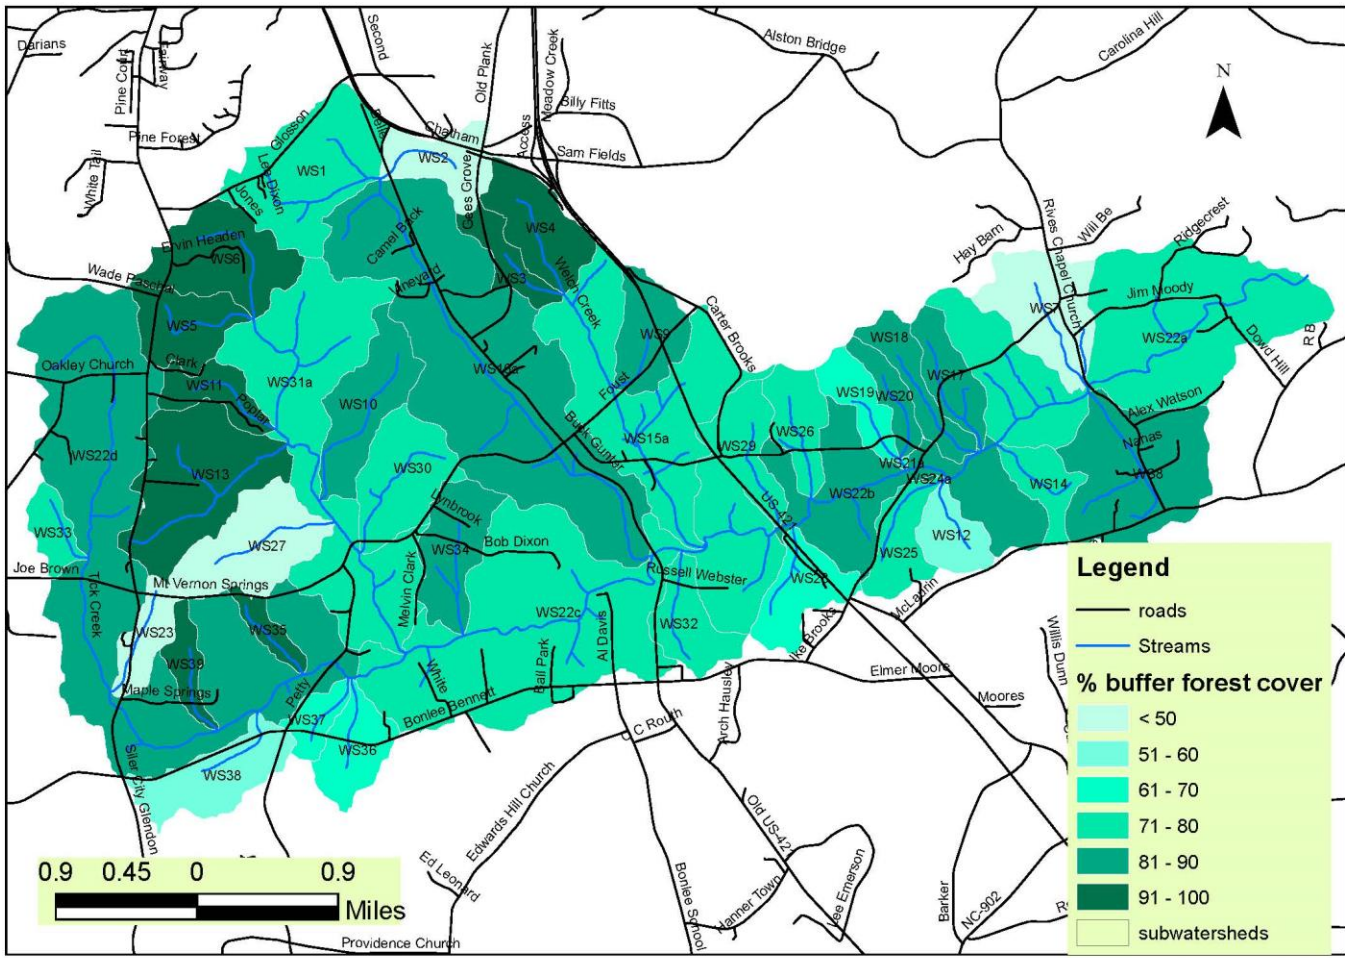 Darians
Pine Court
Fairway
Second
Old Plank
Meadow Creek
Alston Bridge
Carolina Hill
N
Billy Fitts
Access
Chatham
Glosson
Pine Forest
White Tail
Sam Fields
WS2
WS1
Lee Dixon
Jones
Gees Grove
Camel Back
Ervin Headen
WS6
WS4
Welch Creek
WS3
Vineyard
Rives Chapel Church
Will Be
Ridgecrest
Hay Barn
Wade Paschal
Jim Moody
WS7
WS22a
Dowd Hill
R B
Carter Brooks
WS5
WS9
WS18
WS17
Oakley Church
Clark
WS11
Poplar
WS31a
WS10
Foust
WS19
WS20
Alex Watson
Nahas
WS22d
WS13
WS30
Buck Gunter
WS15a
WS29
WS26
WS21a
WS24a
WS22b
WS14
WS8
US-421
Lynbrook
WS33
WS27
WS34
Bob Dixon
WS12
WS25
Joe Brown
Mt Vernon Springs
Tick Creek
Melvin Clark
Russell Webster
McLaurin
WS23
WS35
WS22c
Al Davis
WS32
Ike Brooks
WS39
Maple Springs
Petty
White
Ball Park
Elmer Moore
Willis Dunn
Moores
Arch Hausley
Bonlee Bennett
WS37
WS36
WS38
Siler City Glendon
C Routh
Edwards Hill Church
Old US-421
Ed Leonard
Bonlee School
Hanner Town
Lee Emerson
Barker
NC-902
Providence Church
0.9 0.45 0 0.9
Miles
Legend
roads
Streams
% buffer forest cover
< 50
51 - 60
61 - 70
71 - 80
81 - 90
91 - 100
subwatersheds